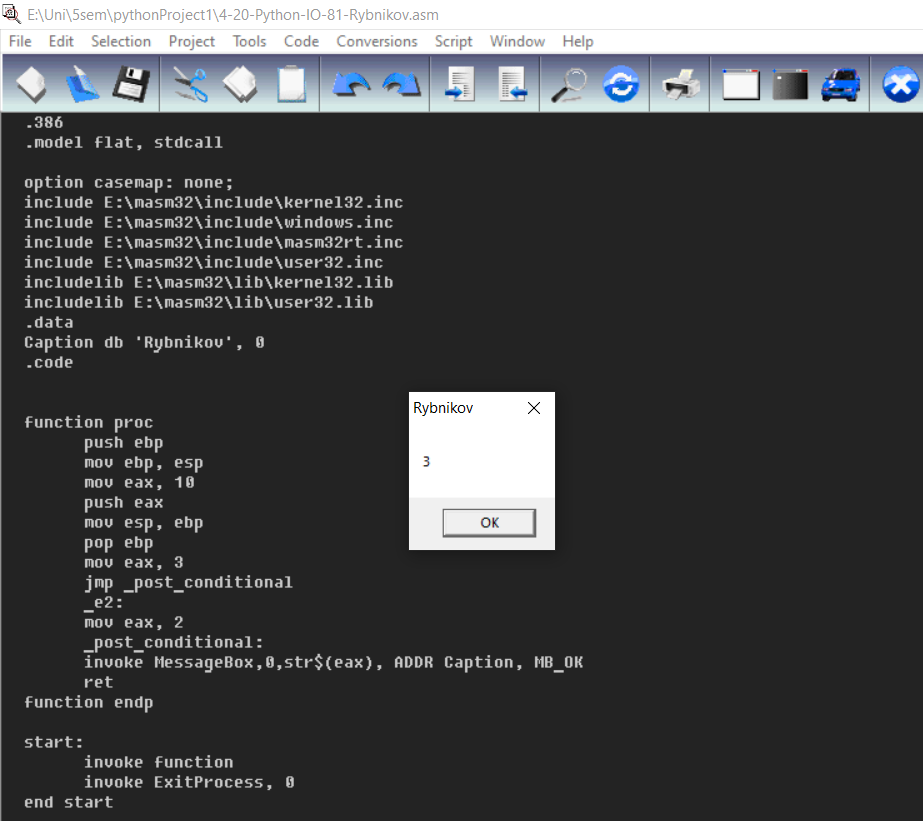 E:\Uni\5sem\pythonProject1\4-20-Python-IO-81-Rybnikov.asm
File Edit Selection Project Tools Code Conversions Script Window Help
.386
.model flat, stdcall
option casemap: none;
include E:\masm32\include\kernel32.inc
include E:\masm32\include\windows.inc
include E:\masm32\include\masm32rt.inc
include E:\masm32\include\user32.inc
includelib E:\masm32\lib\kernel32.lib
includelib E:\masm32\lib\user32.lib
.data
Caption db 'Rybnikov', 0
.code
function proc
push ebp
mov ebp, esp
mov eax, 10
push eax
mov esp, ebp
pop ebp
mov eax, 3
jmp _post_conditional
_e2:
mov eax, 2
_post_conditional:
invoke MessageBox,0,str$(eax), ADDR Caption, MB_OK
ret
function endp
start:
invoke function
invoke ExitProcess, 0
end start
Rybnikov
3
OK